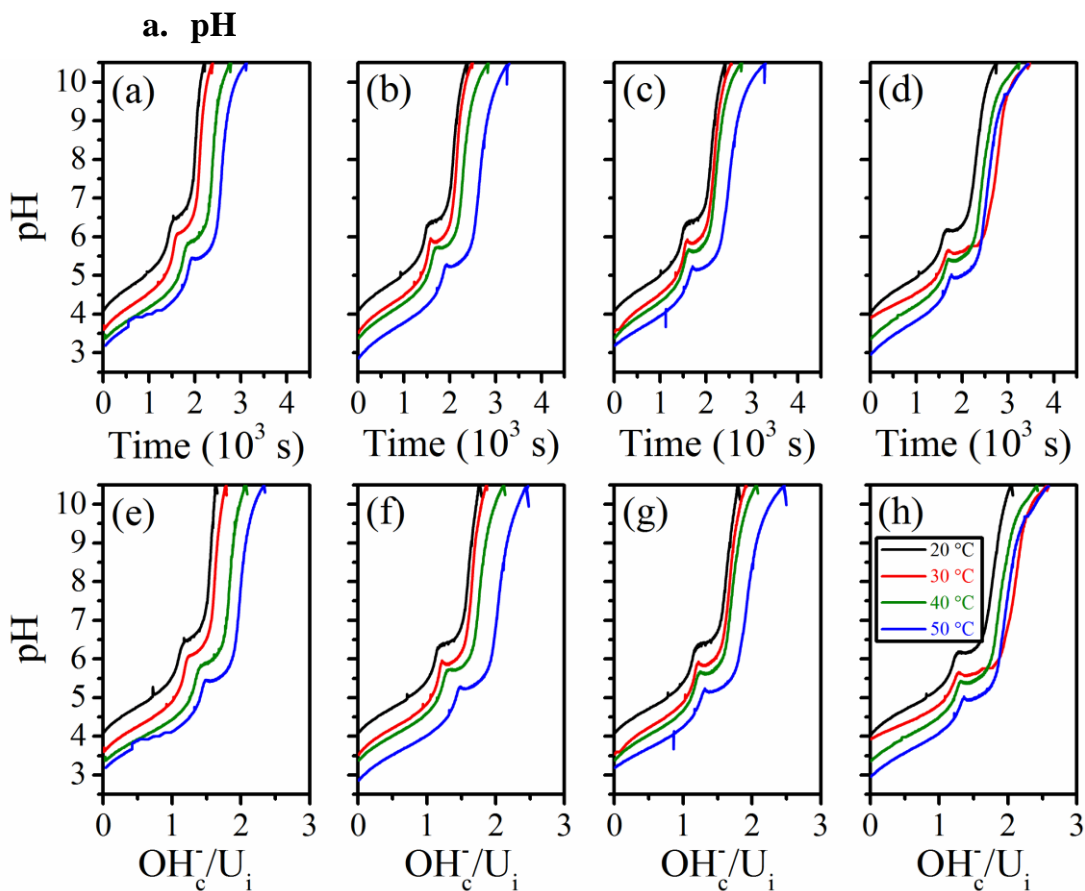 a. pH
(a) (b) (c) (d)
pH
10
9
8
7
6
5
4
3
0 1 2 3 4 0 1 2 3 4 0 1 2 3 4 0 1 2 3 4
Time (10³ s) Time (10³ s) Time (10³ s) Time (10³ s)
(e) (f) (g) (h)
20 °C
30 °C
40 °C
50 °C
pH
10
9
8
7
6
5
4
3
0 1 2 3 0 1 2 3 0 1 2 3 0 1 2 3
OH⁻c/Ui OH⁻c/Ui OH⁻c/Ui OH⁻c/Ui